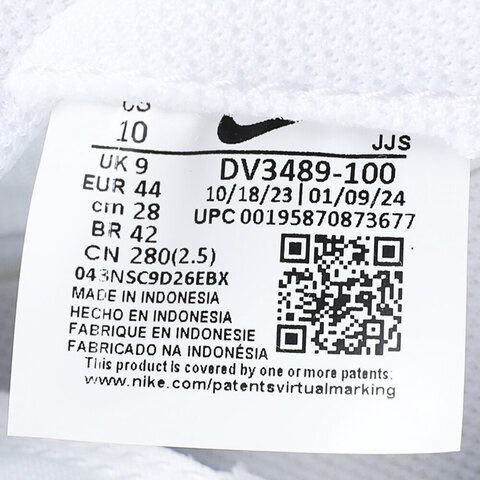 US
10
JJS
UK 9
EUR 44
cm 28
BR 42
CN 280(2.5)
DV3489-100
10/18/23 | 01/09/24
UPC 00195870873677
043NSC9D26EBX
MADE IN INDONESIA
HECHO EN INDONESIA
FABRIQUE EN INDONESIE
FABRICADO NA INDONÉSIA
This product is covered by one or more patents:
www.nike.com/patentsvirtualmarking